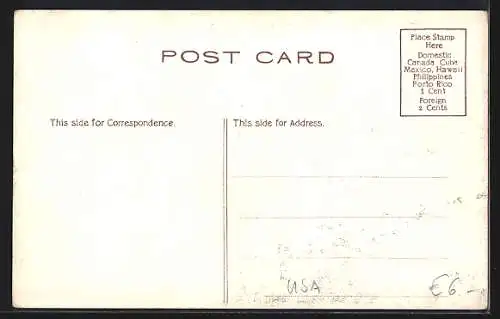 POST CARD
Place Stamp
Here
Domestic
Canada Cuba
Mexico, Hawaii
Philippines
Porto Rico
1 Cent
Foreign
2 Cents
This side for Correspondence.
This side for Address.
USA
€6.-